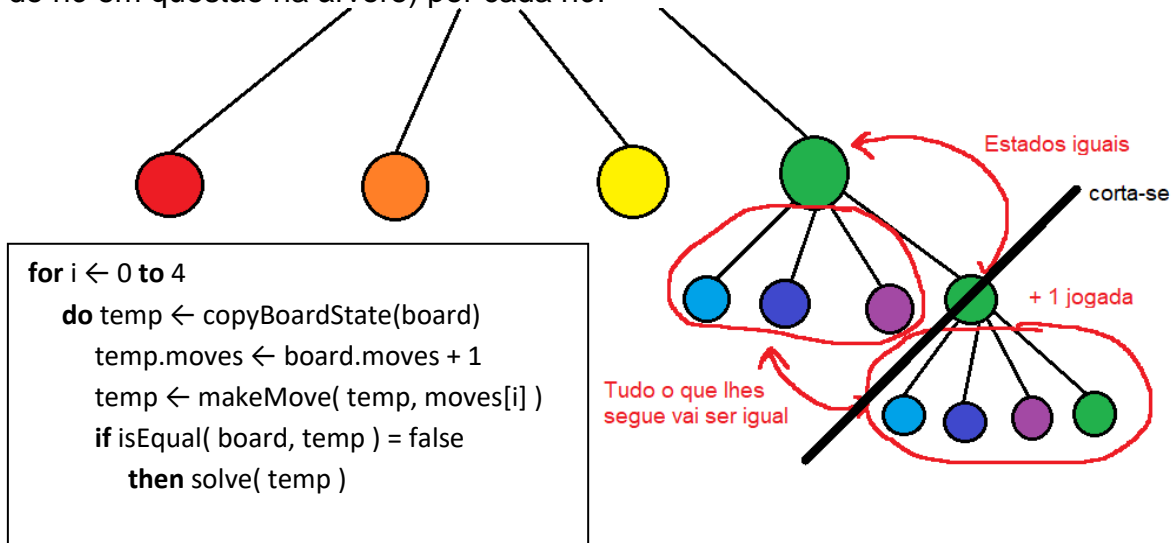 do nó em questão na árvore) por cada nó.
Estados iguais
corta-se
for i ← 0 to 4
do temp ← copyBoardState(board)
temp.moves ← board.moves + 1
temp ← makeMove( temp, moves[i] )
if isEqual( board, temp ) = false
then solve( temp )
+ 1 jogada
Tudo o que lhes
segue vai ser igual